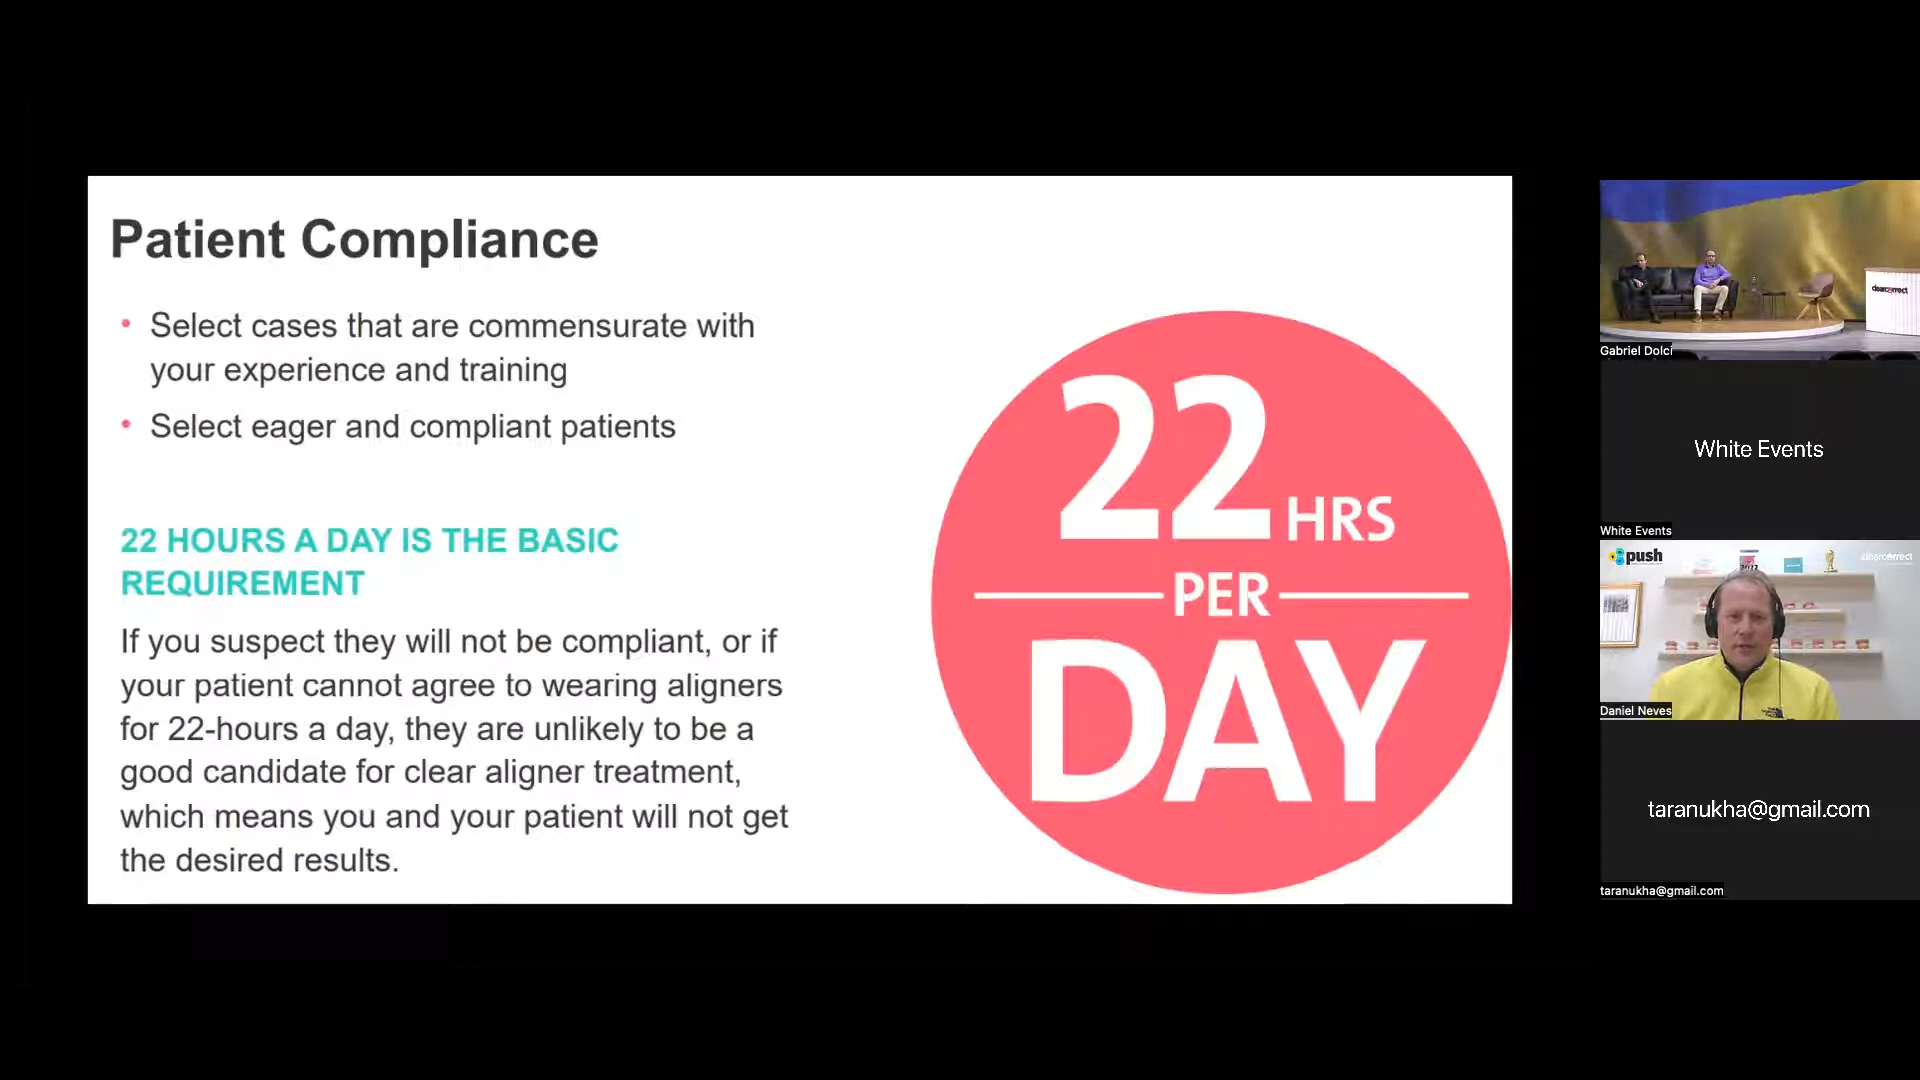 Patient Compliance
• Select cases that are commensurate with
your experience and training
• Select eager and compliant patients
22 HOURS A DAY IS THE BASIC
REQUIREMENT
If you suspect they will not be compliant, or if
your patient cannot agree to wearing aligners
for 22-hours a day, they are unlikely to be a
good candidate for clear aligner treatment,
which means you and your patient will not get
the desired results.
22 HRS
PER
DAY
clearcorrect
Gabriel Dolci
White Events
White Events
push
clearcorrect
Daniel Neves
taranukha@gmail.com
taranukha@gmail.com